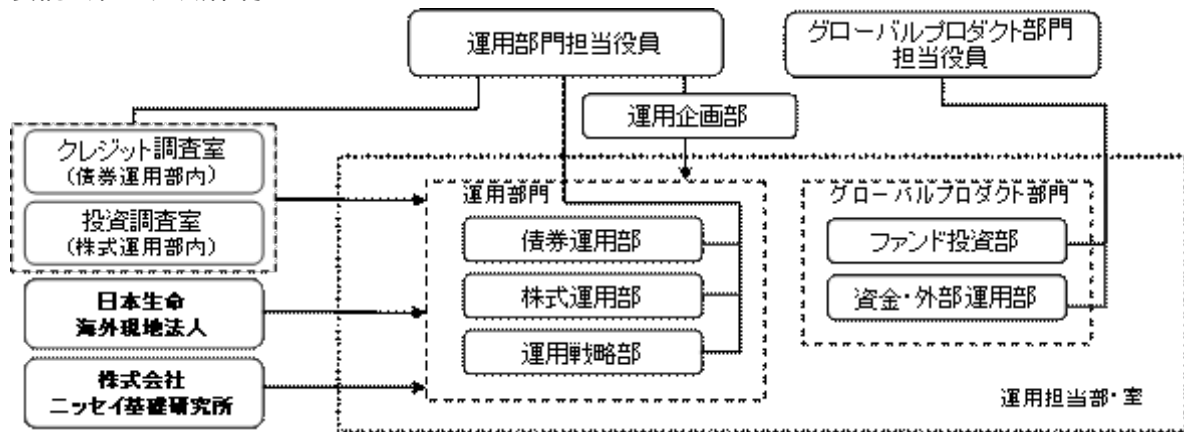 運用部門担当役員
グローバルプロダクト部門
担当役員
運用企画部
クレジット調査室
(債券運用部内)
投資調査室
(株式運用部内)
日本生命
海外現地法人
株式会社
ニッセイ基礎研究所
運用部門
債券運用部
株式運用部
運用戦略部
グローバルプロダクト部門
ファンド投資部
資金・外部運用部
運用担当部・室